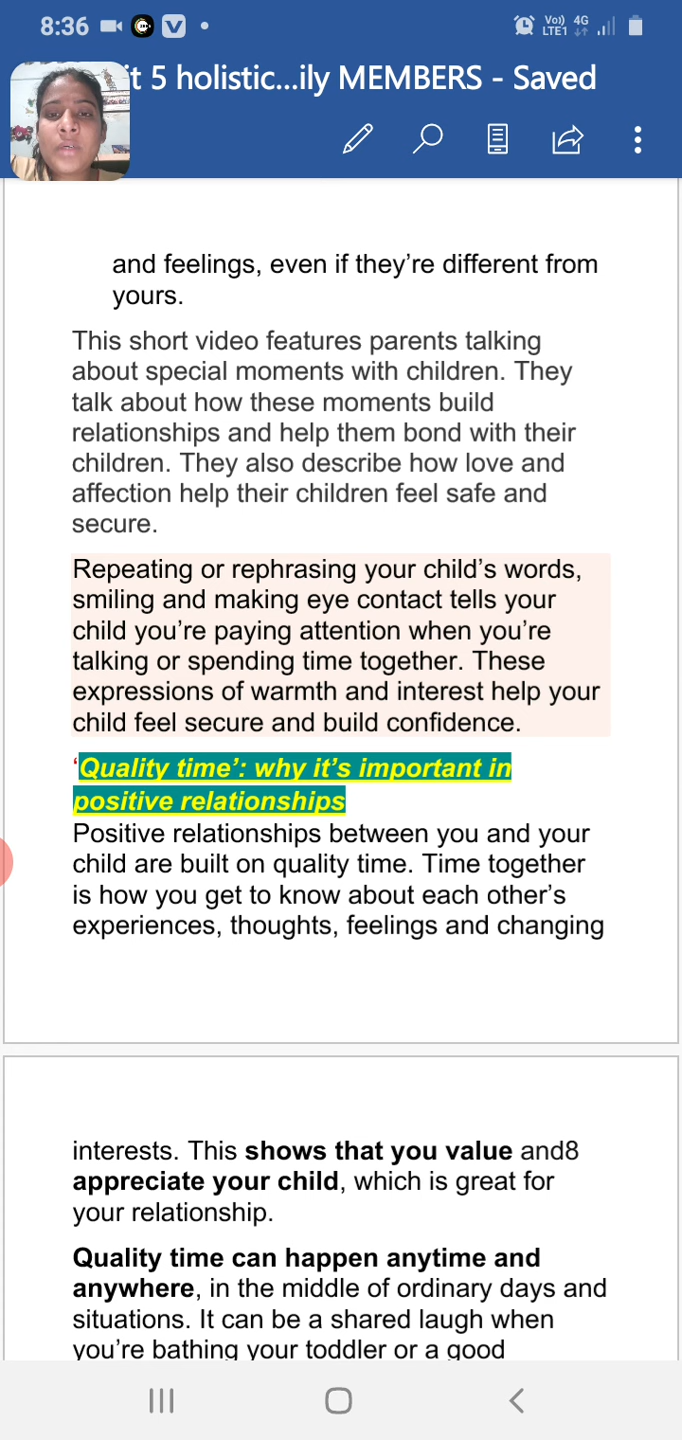 8:36
Vo)) 4G
LTE1
it 5 holistic...ily MEMBERS - Saved
and feelings, even if they're different from
yours.
This short video features parents talking
about special moments with children. They
talk about how these moments build
relationships and help them bond with their
children. They also describe how love and
affection help their children feel safe and
secure.
Repeating or rephrasing your child's words,
smiling and making eye contact tells your
child you're paying attention when you're
talking or spending time together. These
expressions of warmth and interest help your
child feel secure and build confidence.
‘Quality time’: why it’s important in
positive relationships
Positive relationships between you and your
child are built on quality time. Time together
is how you get to know about each other’s
experiences, thoughts, feelings and changing
interests. This shows that you value and8
appreciate your child, which is great for
your relationship.
Quality time can happen anytime and
anywhere, in the middle of ordinary days and
situations. It can be a shared laugh when
you’re bathing your toddler or a good